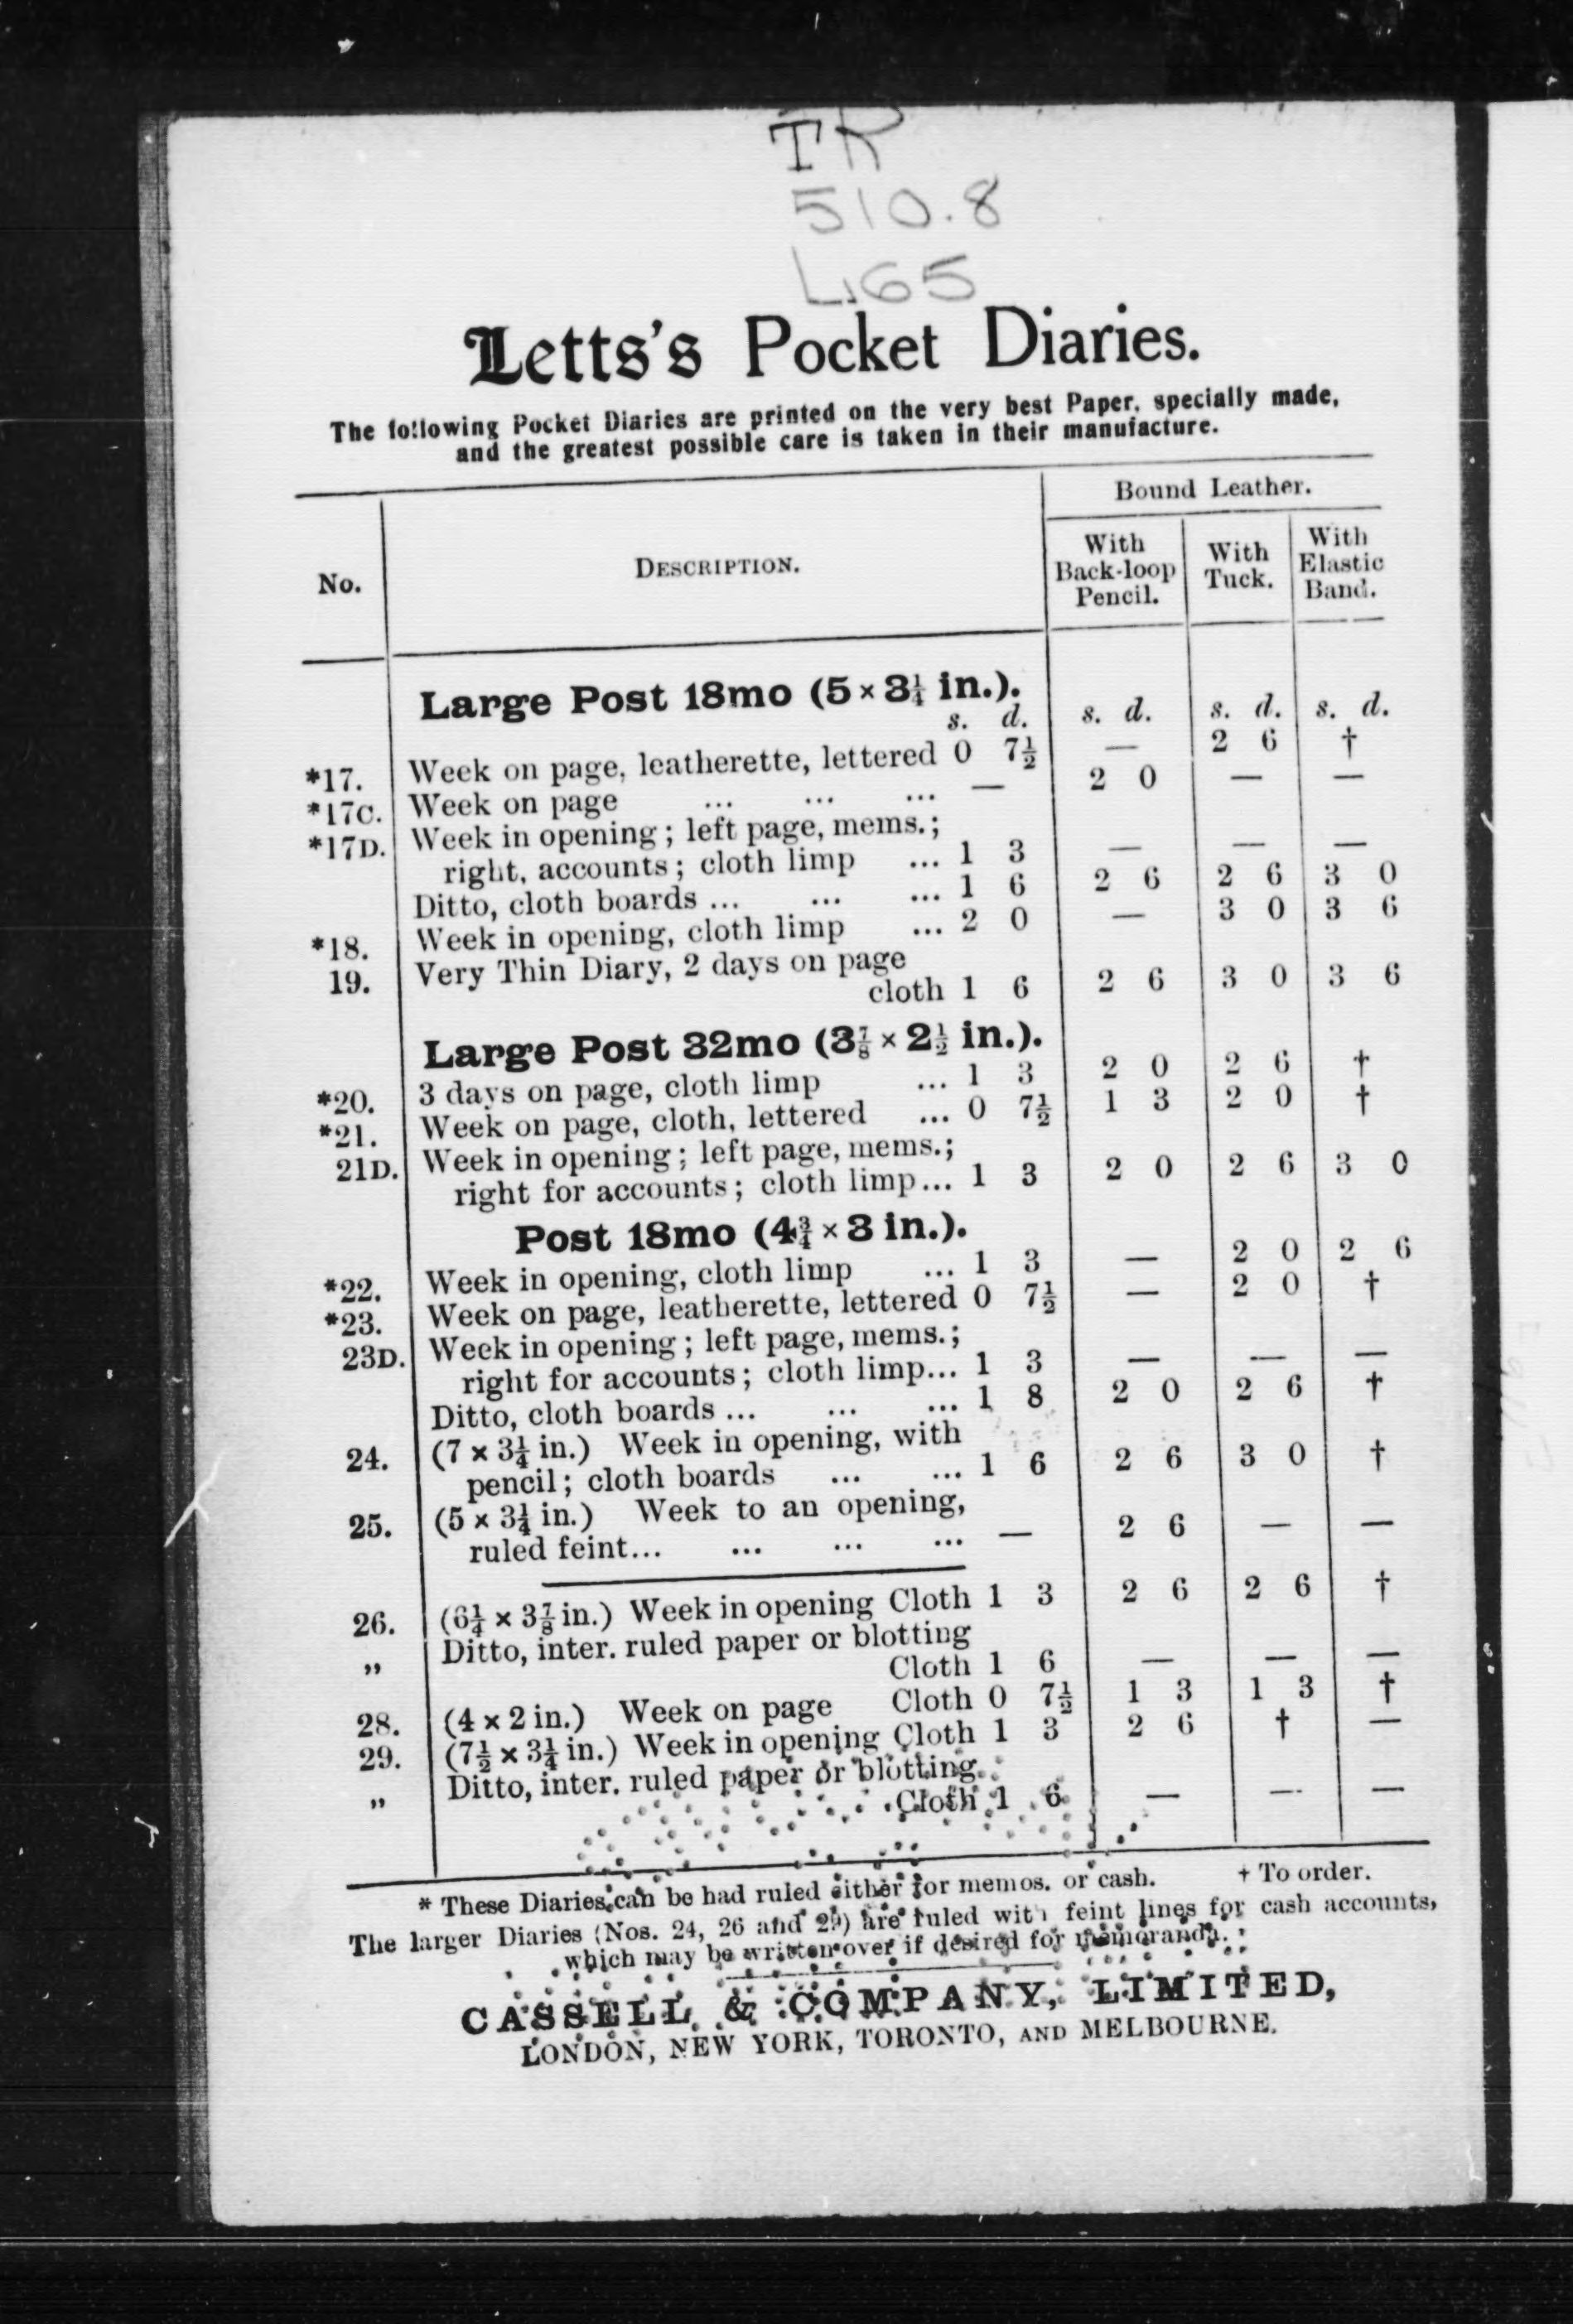 TR
510.8
L65
Letts's Pocket Diaries.
The following Pocket Diaries are printed on the very best Paper, specially made,
and the greatest possible care is taken in their manufacture.
Bound Leather.
No. DESCRIPTION. With Back-loop Pencil. With Tuck. With Elastic Band.
Large Post 18mo (5 × 3¼ in.).
s. d. s. d. s. d. s. d.
*17. Week on page, leatherette, lettered 0 7½ — 2 6 †
*17C. Week on page ... ... ... — 2 0 — —
*17D. Week in opening; left page, mems.;
right, accounts; cloth limp ... 1 3 — — —
Ditto, cloth boards ... ... ... 1 6 2 6 2 6 3 0
*18. Week in opening, cloth limp ... 2 0 — 3 0 3 6
19. Very Thin Diary, 2 days on page
cloth 1 6 2 6 3 0 3 6
Large Post 32mo (3⅞ × 2½ in.).
*20. 3 days on page, cloth limp ... 1 3 2 0 2 6 †
*21. Week on page, cloth, lettered ... 0 7½ 1 3 2 0 †
21D. Week in opening; left page, mems.;
right for accounts; cloth limp... 1 3 2 0 2 6 3 0
Post 18mo (4¾ × 3 in.).
*22. Week in opening, cloth limp ... 1 3 — 2 0 2 6
*23. Week on page, leatherette, lettered 0 7½ — 2 0 †
23D. Week in opening; left page, mems.;
right for accounts; cloth limp... 1 3 — — —
Ditto, cloth boards ... ... ... 1 8 2 0 2 6 †
24. (7 × 3¼ in.) Week in opening, with
pencil; cloth boards ... ... 1 6 2 6 3 0 †
25. (5 × 3¼ in.) Week to an opening,
ruled feint... ... ... ... — 2 6 — —
26. (6¼ × 3⅞ in.) Week in opening Cloth 1 3 2 6 2 6 †
„ Ditto, inter. ruled paper or blotting
Cloth 1 6 — — —
28. (4 × 2 in.) Week on page Cloth 0 7½ 1 3 1 3 †
29. (7½ × 3¼ in.) Week in opening Cloth 1 3 2 6 † —
„ Ditto, inter. ruled paper or blotting
Cloth 1 6 — — —
* These Diaries can be had ruled either for memos. or cash. † To order.
The larger Diaries (Nos. 24, 26 and 29) are ruled with feint lines for cash accounts,
which may be written over if desired for memoranda.
CASSELL & COMPANY, LIMITED,
LONDON, NEW YORK, TORONTO, AND MELBOURNE.